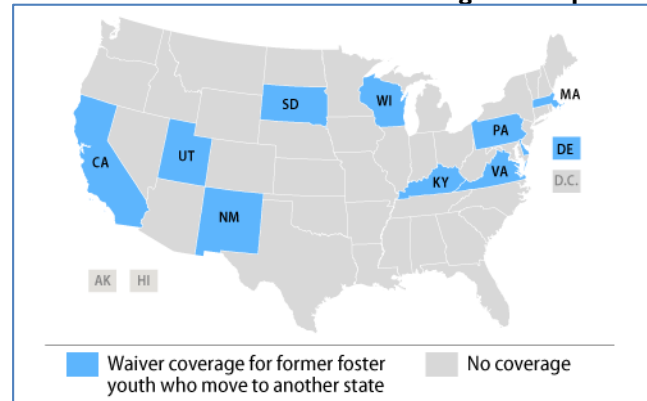 MA
WI
SD
PA
DE
UT
CA
VA
KY
D.C.
NM
AK HI
Waiver coverage for former foster
youth who move to another state
No coverage